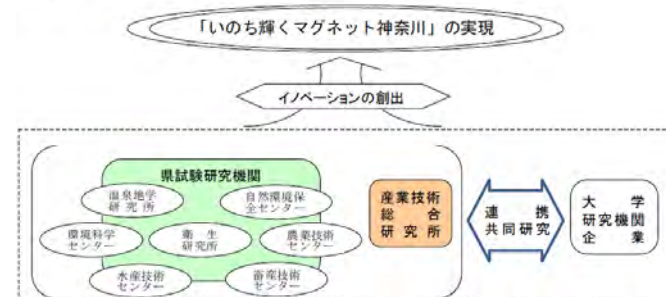 「いのち輝くマグネット神奈川」の実現
イノベーションの創出
県試験研究機関
温泉地学
研究所
自然環境保
全センター
環境科学
センター
衛生
研究所
農業技術
センター
水産技術
センター
畜産技術
センター
産業技術
総合
研究所
連携
共同研究
大学
研究機関
企業